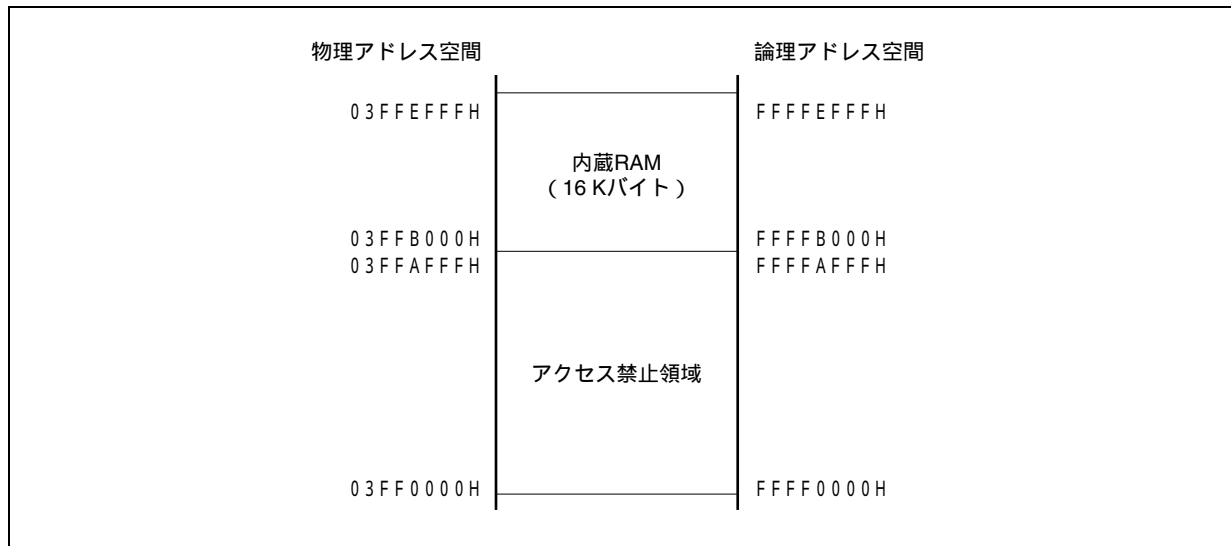 物理アドレス空間 論理アドレス空間
03FFEFFFH FFFFEFFFH
内蔵RAM
(16 Kバイト)
03FFB000H FFFFB000H
03FFAFFFH FFFFAFFFH
アクセス禁止領域
03FF0000H FFFF0000H